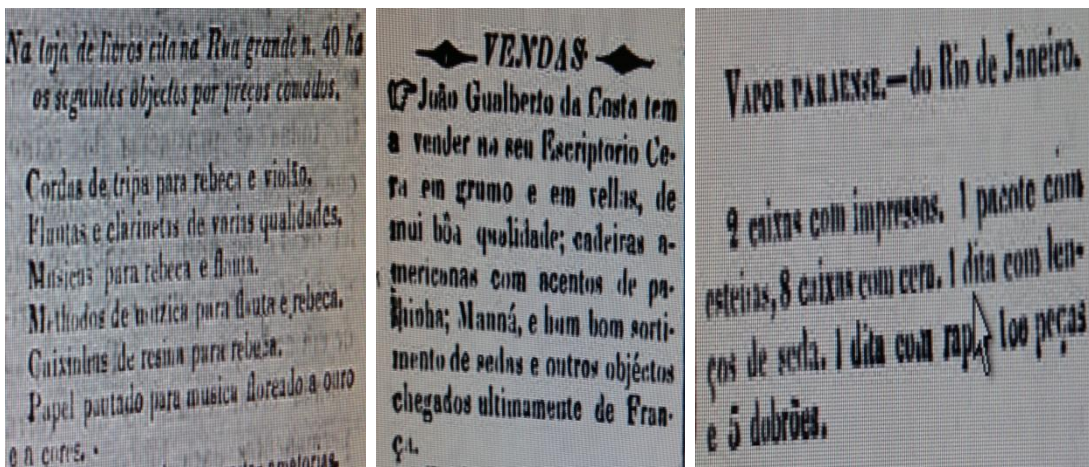 Na loja de livros cita na Rua grande n. 40 ha
os seguintes objectos por preços comodos.
Cordas de tripa para rebeca e violão.
Flautas e clarinetas de varias qualidades.
Musicas para rebeca e flauta.
Methodos de muzica para flauta e rebeca.
Caixinhas de resina para rebeca.
Papel pautado para musica floreado a ouro
e a cores.
VENDAS
João Gualberto da Costa tem
a vender no seu Escriptorio Ce-
ra em grumo e em vellas, de
mui bôa qualidade; cadeiras a-
mericanas com acentos de pa-
lhinha; Manná, e hum bom sorti-
mento de sedas e outros objéctos
chegados ultimamente de Fran-
ça.
VAPOR PARAENSE.—do Rio de Janeiro.
2 caixas com impressos. 1 pacote com
esteiras, 8 caixas com cera. 1 dita com len-
ços de seda. 1 dita com rap 100 peças
e 5 dobrões.